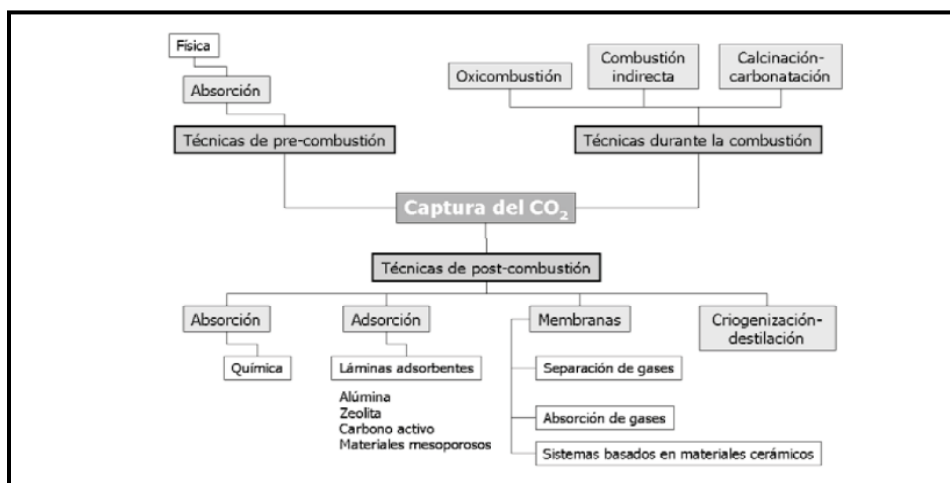 Física
Absorción
Técnicas de pre-combustión
Oxicombustión
Combustión
indirecta
Calcinación-
carbonatación
Técnicas durante la combustión
Captura del CO₂
Técnicas de post-combustión
Absorción
Química
Adsorción
Láminas adsorbentes
Alúmina
Zeolita
Carbono activo
Materiales mesoporosos
Membranas
Separación de gases
Absorción de gases
Sistemas basados en materiales cerámicos
Criogenización-
destilación